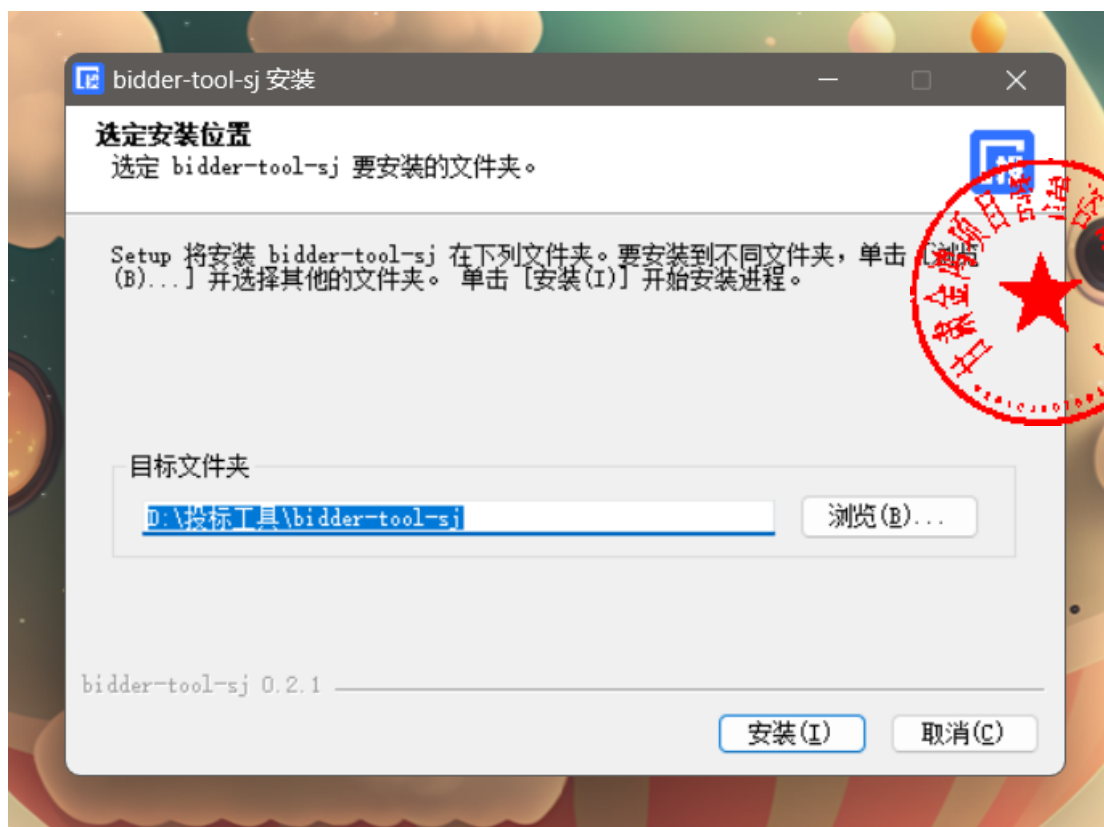 bidder-tool-sj 安装
选定安装位置
选定 bidder-tool-sj 要安装的文件夹。
Setup 将安装 bidder-tool-sj 在下列文件夹。要安装到不同文件夹，单击 [浏览
(B)...] 并选择其他的文件夹。 单击 [安装(I)] 开始安装进程。
目标文件夹
D:\投标工具\bidder-tool-sj
浏览(B)...
bidder-tool-sj 0.2.1
安装(I)
取消(C)